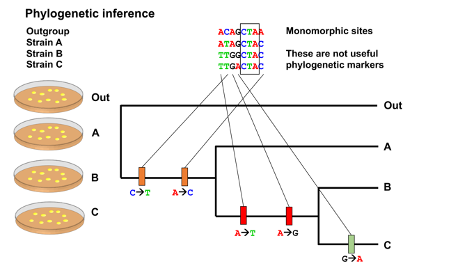 Phylogenetic inference
Outgroup
Strain A
Strain B
Strain C
ACAGCTAA
ATAGCTAC
TTGGCTAC
TTGACTAC
Monomorphic sites
These are not useful
phylogenetic markers
Out
A
B
C
Out
A
B
C
C→T
A→C
A→T
A→G
G→A